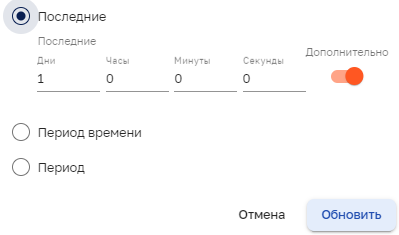 Последние
Последние
Дни Часы Минуты Секунды Дополнительно
1 0 0 0
Период времени
Период
Отмена Обновить